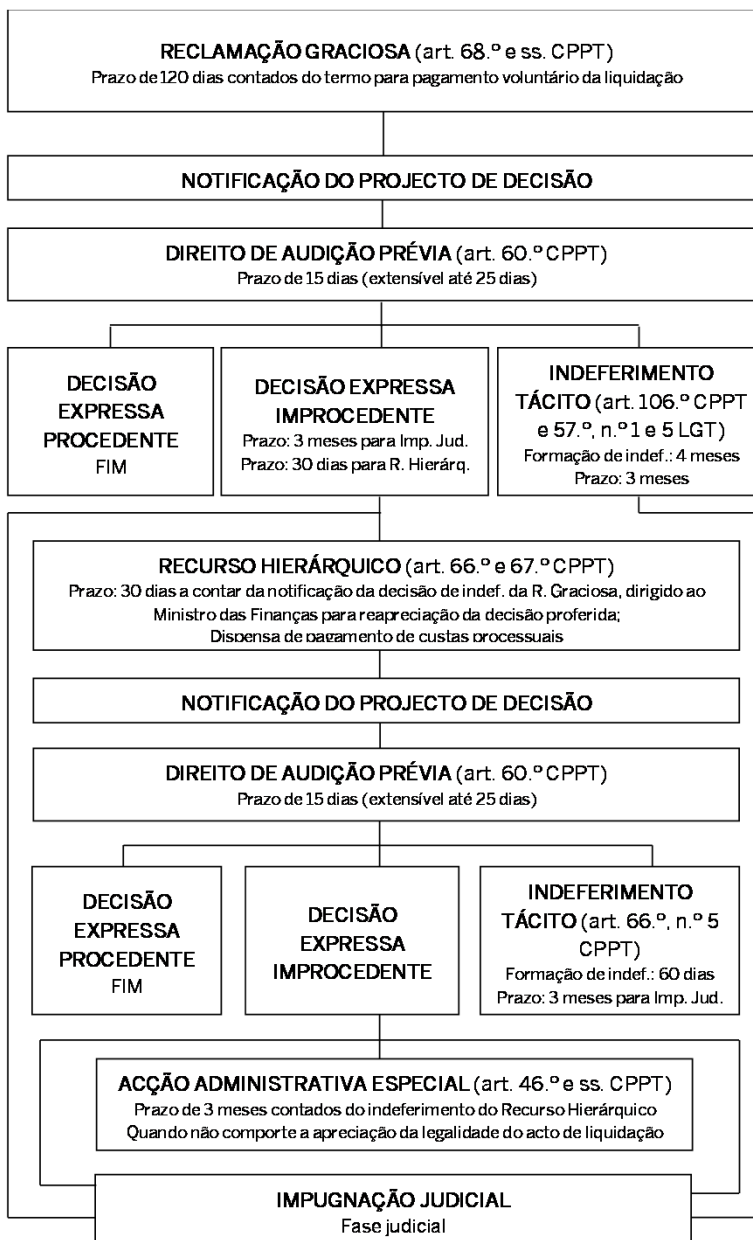 RECLAMAÇÃO GRACIOSA (art. 68.º e ss. CPPT)
Prazo de 120 dias contados do termo para pagamento voluntário da liquidação
NOTIFICAÇÃO DO PROJECTO DE DECISÃO
DIREITO DE AUDIÇÃO PRÉVIA (art. 60.º CPPT)
Prazo de 15 dias (extensível até 25 dias)
DECISÃO
EXPRESSA
PROCEDENTE
FIM
DECISÃO EXPRESSA
IMPROCEDENTE
Prazo: 3 meses para Imp. Jud.
Prazo: 30 dias para R. Hierárq.
INDEFERIMENTO
TÁCITO (art. 106.º CPPT
e 57.º, n.º 1 e 5 LGT)
Formação de indef.: 4 meses
Prazo: 3 meses
RECURSO HIERÁRQUICO (art. 66.º e 67.º CPPT)
Prazo: 30 dias a contar da notificação da decisão de indef. da R. Graciosa, dirigido ao
Ministro das Finanças para reapreciação da decisão proferida;
Dispensa de pagamento de custas processuais
NOTIFICAÇÃO DO PROJECTO DE DECISÃO
DIREITO DE AUDIÇÃO PRÉVIA (art. 60.º CPPT)
Prazo de 15 dias (extensível até 25 dias)
DECISÃO
EXPRESSA
PROCEDENTE
FIM
DECISÃO
EXPRESSA
IMPROCEDENTE
INDEFERIMENTO
TÁCITO (art. 66.º, n.º 5
CPPT)
Formação de indef.: 60 dias
Prazo: 3 meses para Imp. Jud.
ACÇÃO ADMINISTRATIVA ESPECIAL (art. 46.º e ss. CPPT)
Prazo de 3 meses contados do indeferimento do Recurso Hierárquico
Quando não comporte a apreciação da legalidade do acto de liquidação
IMPUGNAÇÃO JUDICIAL
Fase judicial